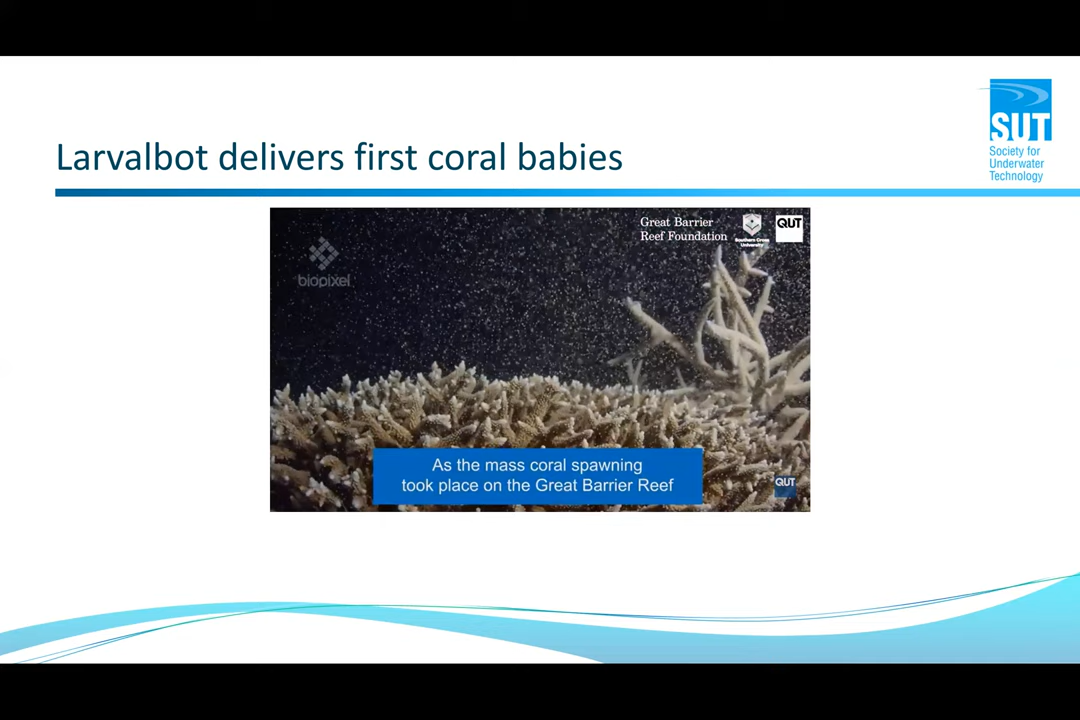 SUT
Society for
Underwater
Technology
Larvalbot delivers first coral babies
biopixel
Great Barrier
Reef Foundation
Southern Cross
University
QUT
As the mass coral spawning
took place on the Great Barrier Reef
QUT